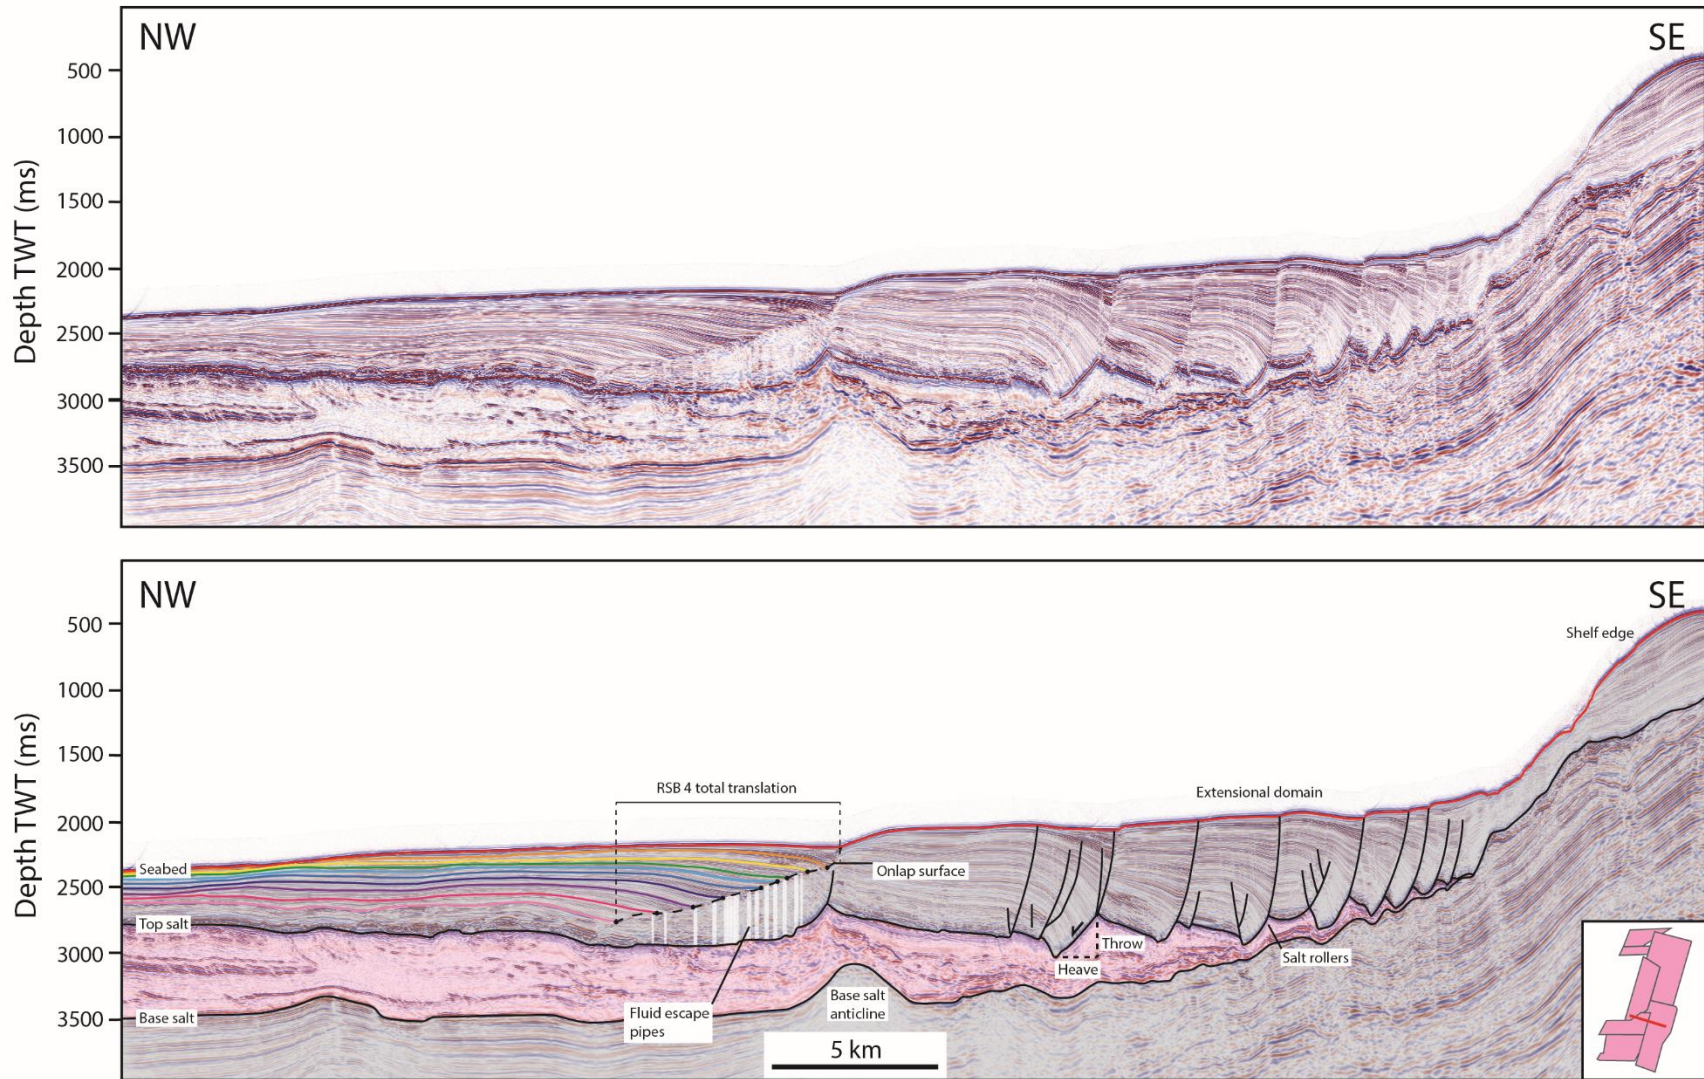 NW
SE
500
1000
1500
2000
2500
3000
3500
Depth TWT (ms)
NW
SE
500
1000
1500
2000
2500
3000
3500
Depth TWT (ms)
Shelf edge
RSB 4 total translation
Extensional domain
Seabed
Onlap surface
Top salt
Throw
Heave
Salt rollers
Base salt
Fluid escape
pipes
Base salt
anticline
5 km